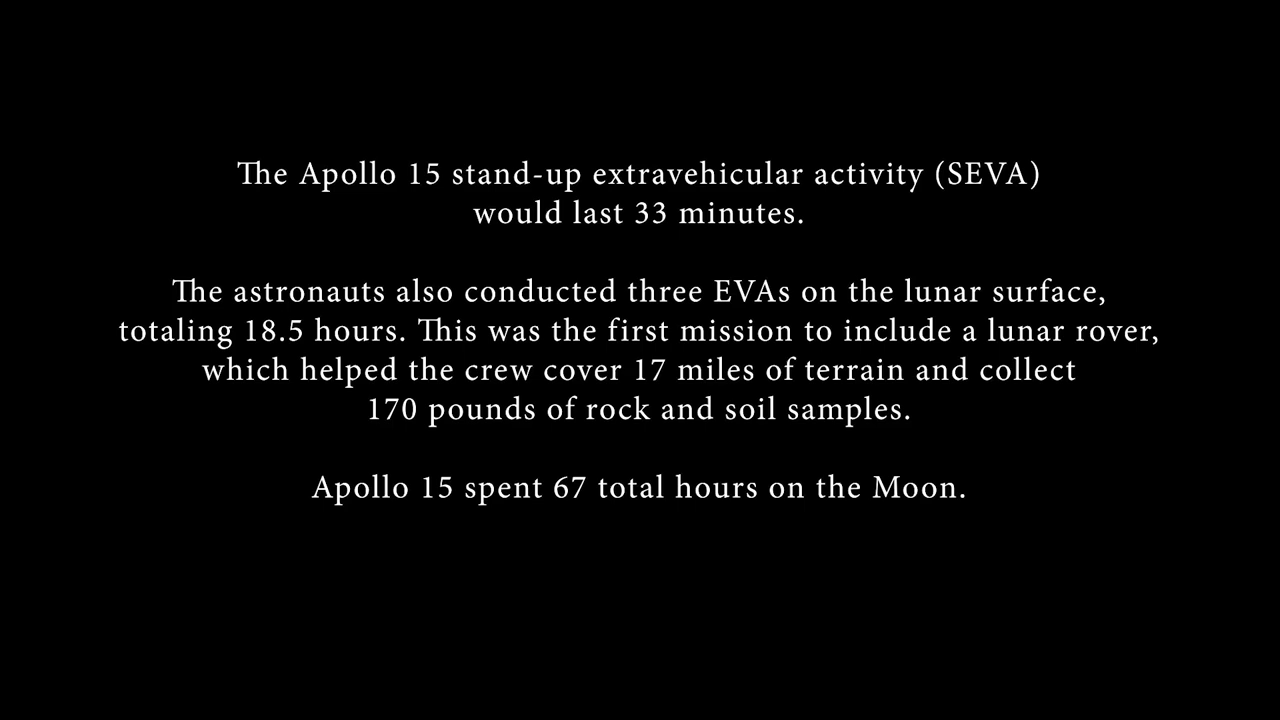 The Apollo 15 stand-up extravehicular activity (SEVA)
would last 33 minutes.
The astronauts also conducted three EVAs on the lunar surface,
totaling 18.5 hours. This was the first mission to include a lunar rover,
which helped the crew cover 17 miles of terrain and collect
170 pounds of rock and soil samples.
Apollo 15 spent 67 total hours on the Moon.